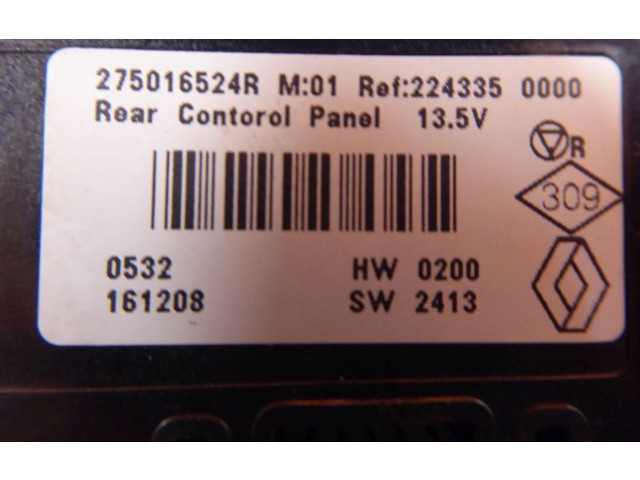 275016524R M:01 Ref:224335 0000
Rear Contorol Panel 13.5V
R
309
0532 HW 0200
161208 SW 2413